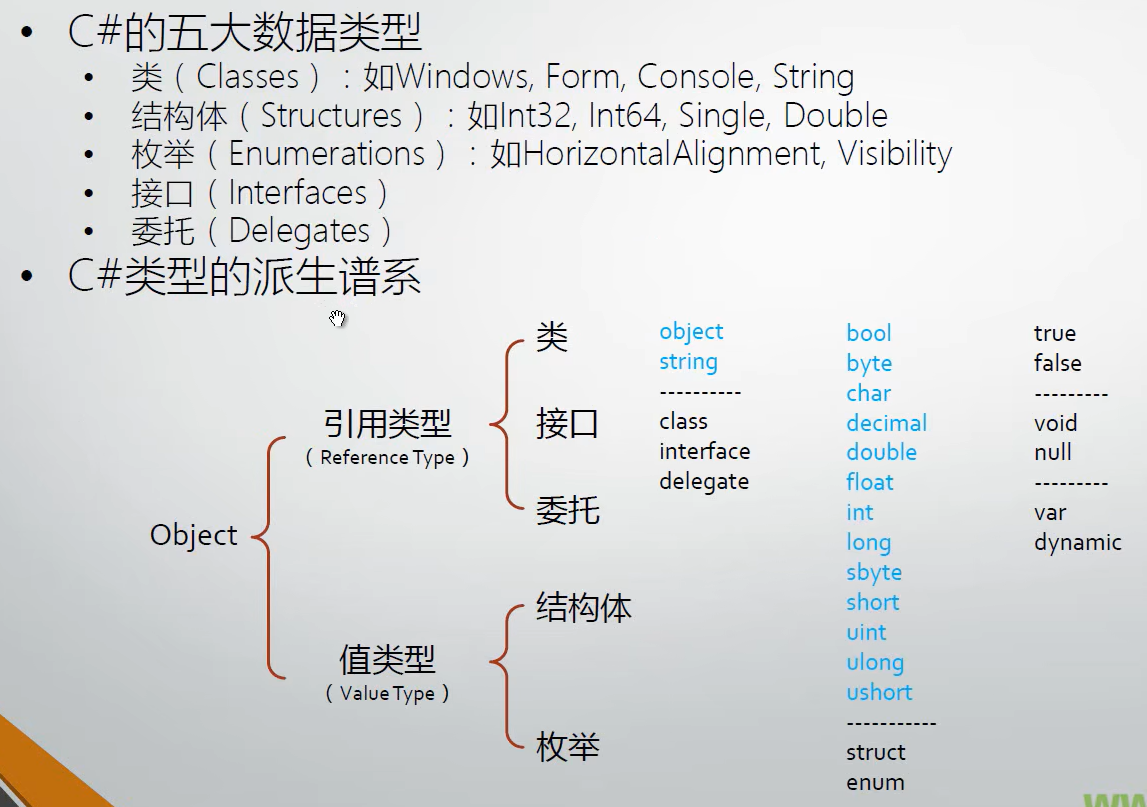 C#的五大数据类型
类（Classes）：如Windows, Form, Console, String
结构体（Structures）：如Int32, Int64, Single, Double
枚举（Enumerations）：如HorizontalAlignment, Visibility
接口（Interfaces）
委托（Delegates）
C#类型的派生谱系
Object
引用类型
（Reference Type）
值类型
（Value Type）
类
接口
委托
结构体
枚举
object
string
----------
class
interface
delegate
bool
byte
char
decimal
double
float
int
long
sbyte
short
uint
ulong
ushort
-----------
struct
enum
true
false
---------
void
null
---------
var
dynamic